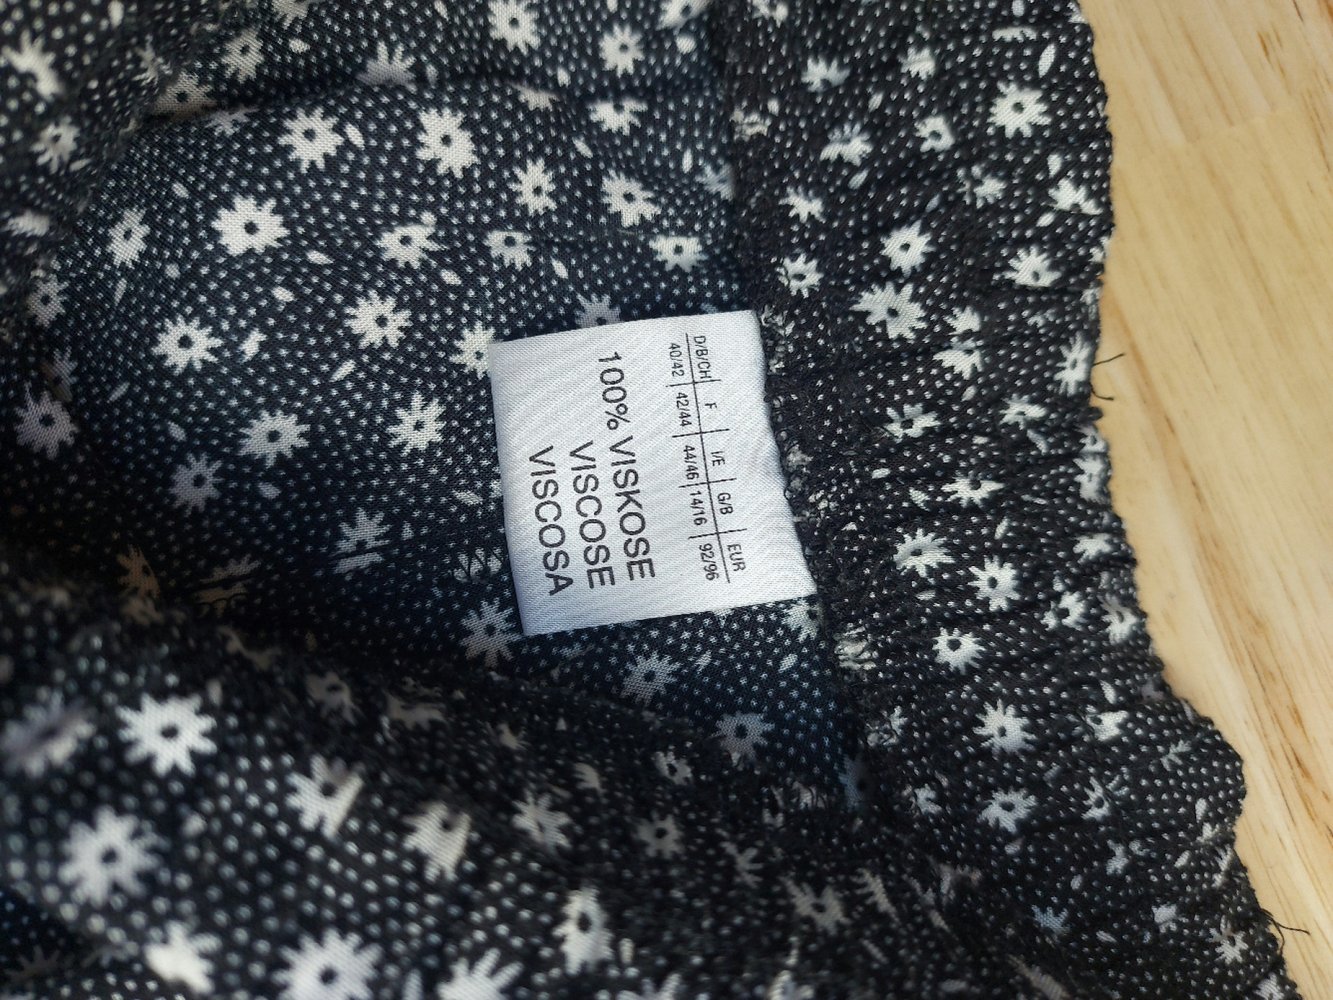 D/B/CH F I/E G/B EUR
40/42 42/44 44/46 14/16 92/96
100% VISKOSE
VISCOSE
VISCOSA